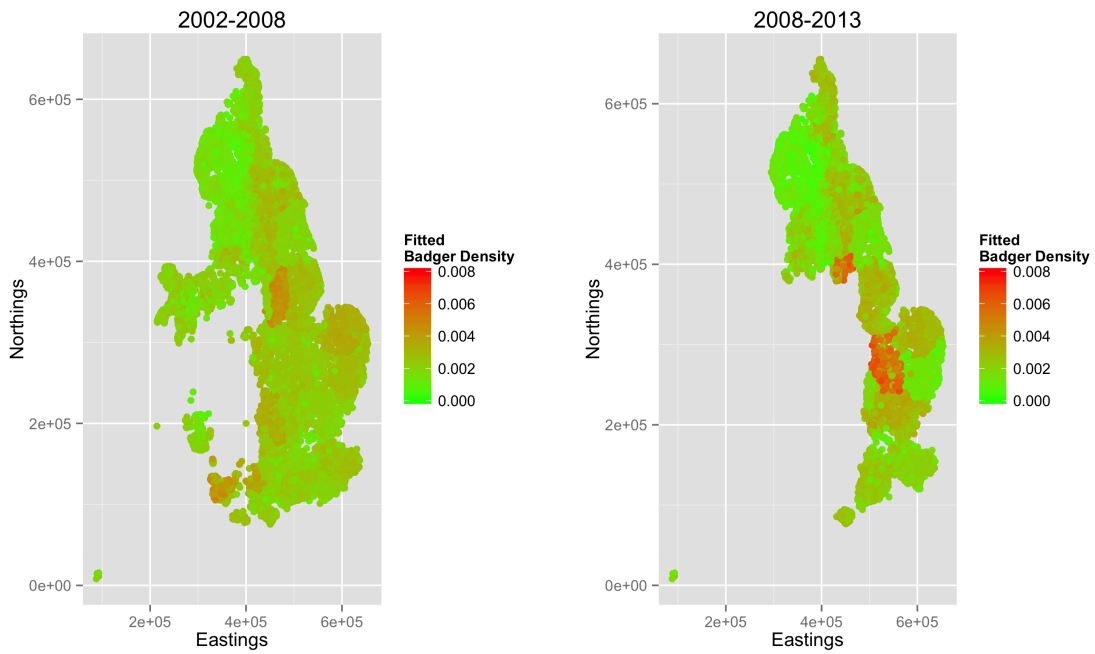 2002-2008
6e+05
4e+05
2e+05
0e+00
Northings
2e+05 4e+05 6e+05
Eastings
Fitted
Badger Density
0.008
0.006
0.004
0.002
0.000
2008-2013
6e+05
4e+05
2e+05
0e+00
Northings
2e+05 4e+05 6e+05
Eastings
Fitted
Badger Density
0.008
0.006
0.004
0.002
0.000